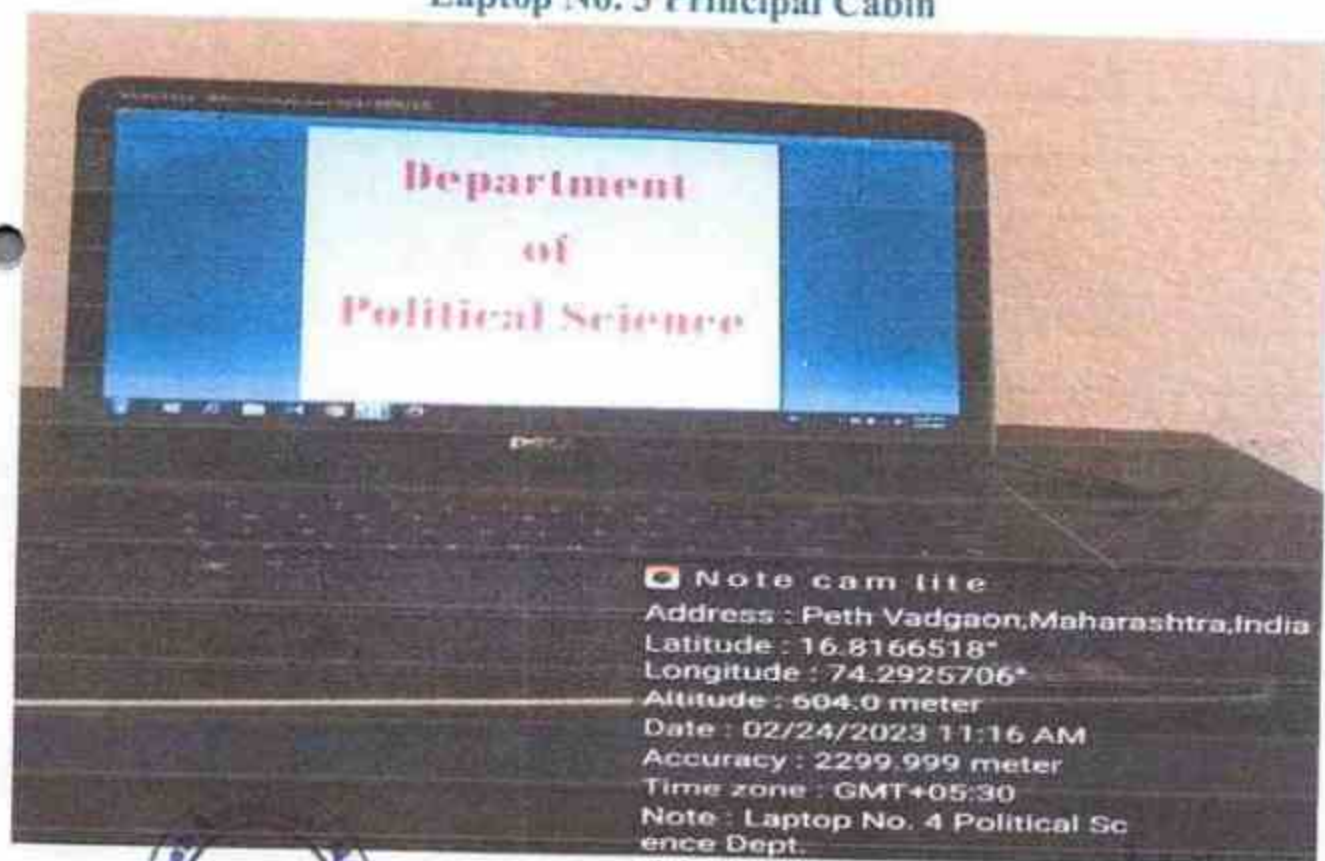 Laptop No. 3 Principal Cabin
Department
of
Political Science
DELL
Note cam lite
Address : Peth Vadgaon,Maharashtra,India
Latitude : 16.8166518°
Longitude : 74.2925706°
Altitude : 604.0 meter
Date : 02/24/2023 11:16 AM
Accuracy : 2299.999 meter
Time zone : GMT+05:30
Note : Laptop No. 4 Political Sc
ence Dept.